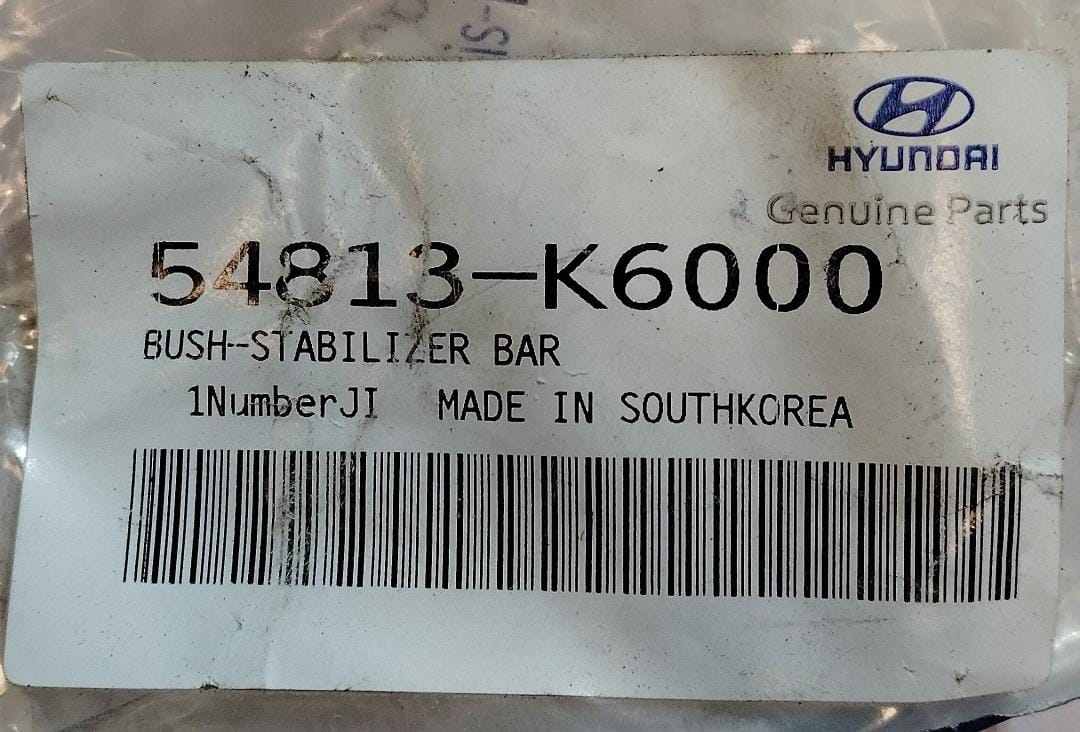 HYUNDAI
Genuine Parts
54813-K6000
BUSH-STABILIZER BAR
1NumberJI MADE IN SOUTHKOREA